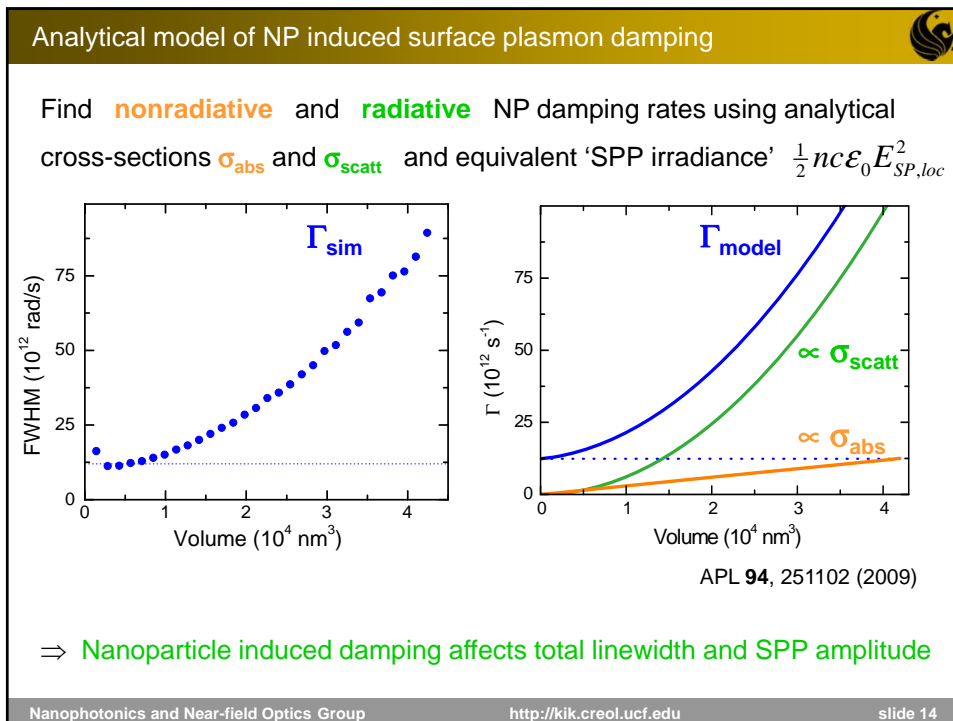 Analytical model of NP induced surface plasmon damping
Find nonradiative and radiative NP damping rates using analytical
cross-sections σabs and σscatt and equivalent ‘SPP irradiance’ ½ncε₀E²SP,loc
Γsim
FWHM (10¹² rad/s)
75
50
25
0
0 1 2 3 4
Volume (10⁴ nm³)
Γmodel
∝ σscatt
∝ σabs
Γ (10¹² s⁻¹)
75
50
25
0
0 1 2 3 4
Volume (10⁴ nm³)
APL 94, 251102 (2009)
⇒ Nanoparticle induced damping affects total linewidth and SPP amplitude
Nanophotonics and Near-field Optics Group http://kik.creol.ucf.edu slide 14